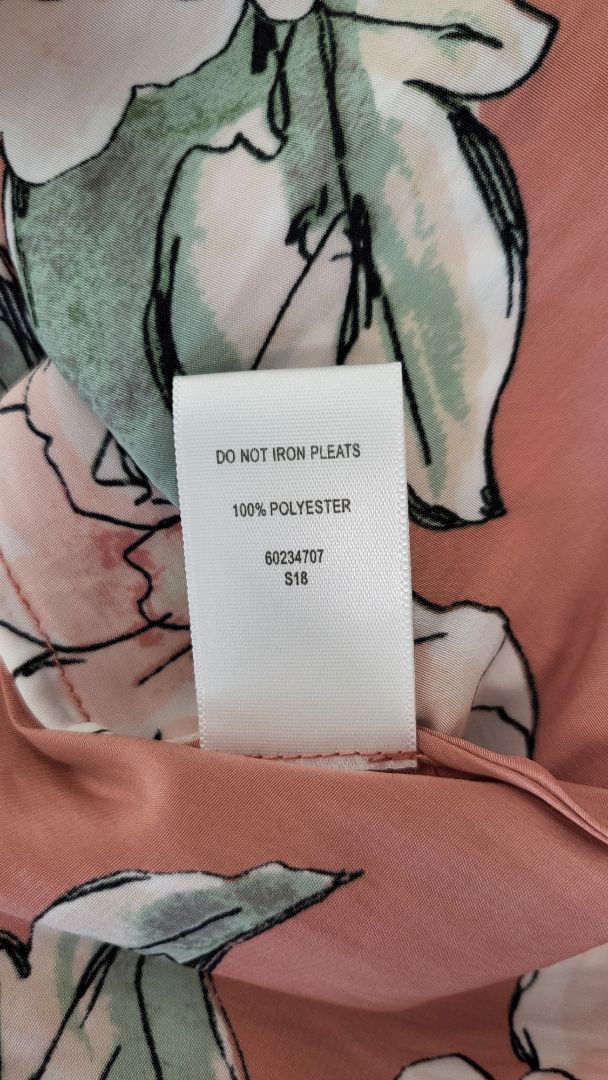 DO NOT IRON PLEATS
100% POLYESTER
60234707
S18